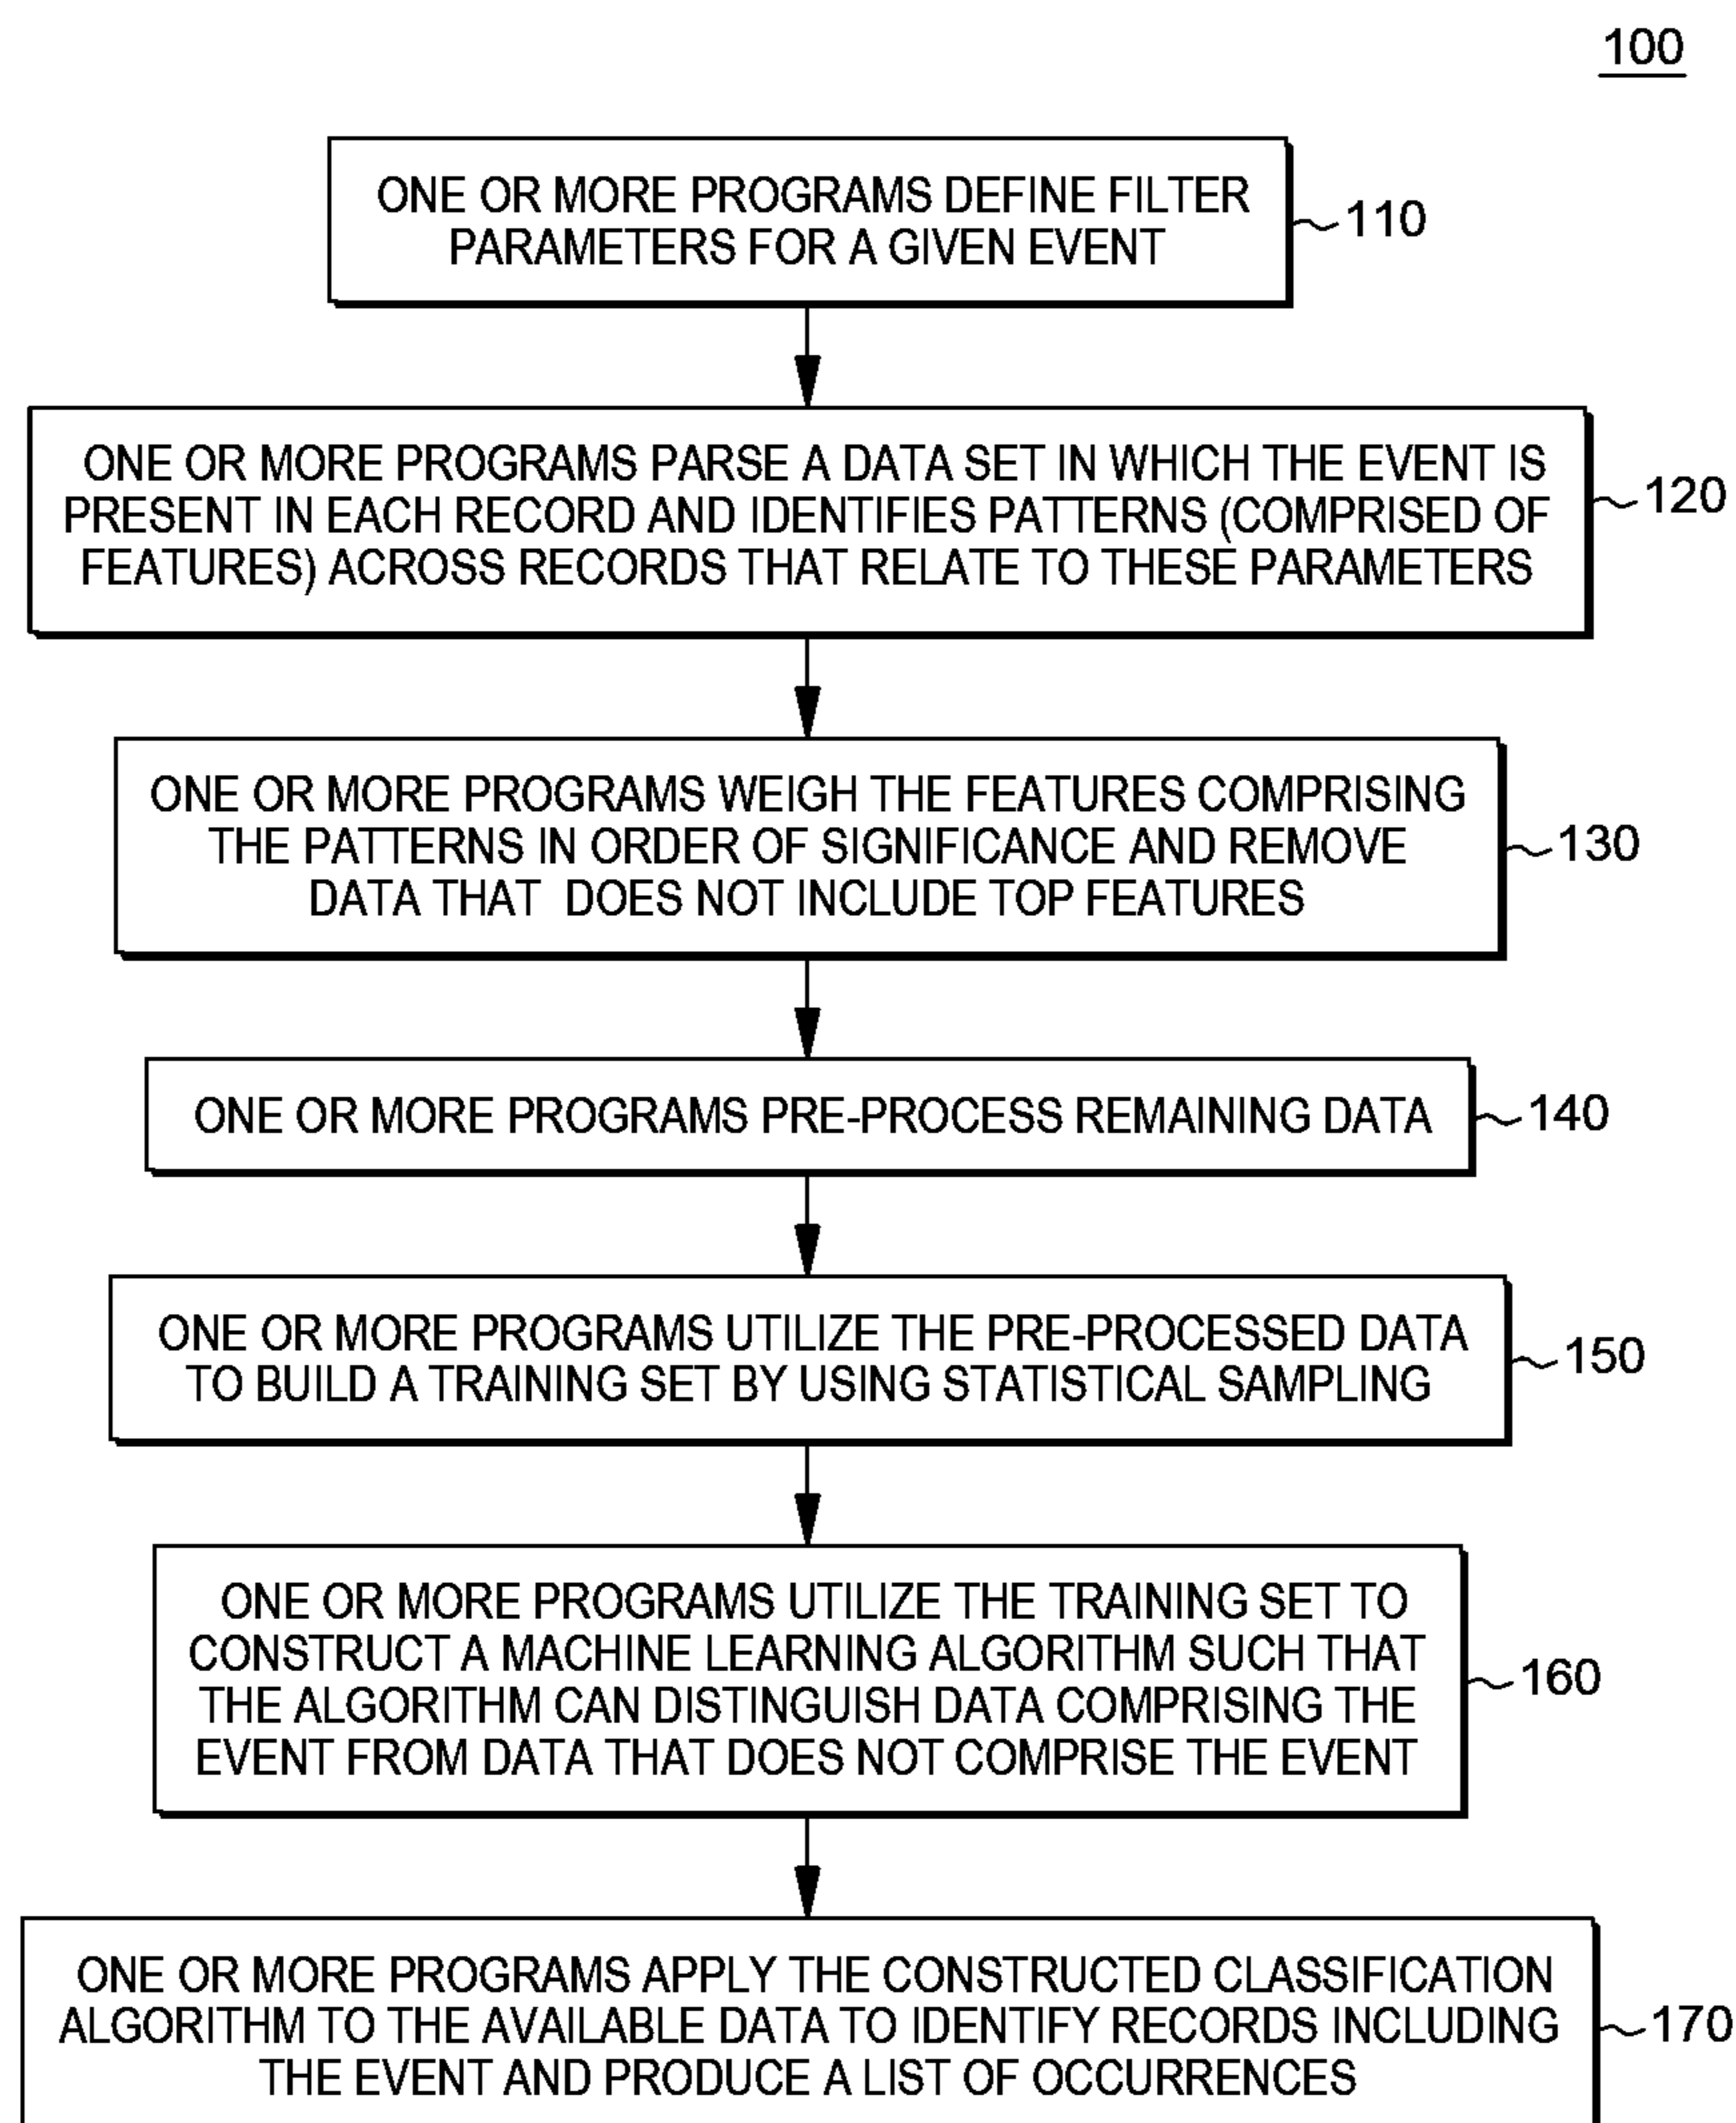 100
ONE OR MORE PROGRAMS DEFINE FILTER
PARAMETERS FOR A GIVEN EVENT
110
ONE OR MORE PROGRAMS PARSE A DATA SET IN WHICH THE EVENT IS
PRESENT IN EACH RECORD AND IDENTIFIES PATTERNS (COMPRISED OF
FEATURES) ACROSS RECORDS THAT RELATE TO THESE PARAMETERS
120
ONE OR MORE PROGRAMS WEIGH THE FEATURES COMPRISING
THE PATTERNS IN ORDER OF SIGNIFICANCE AND REMOVE
DATA THAT DOES NOT INCLUDE TOP FEATURES
130
ONE OR MORE PROGRAMS PRE-PROCESS REMAINING DATA
140
ONE OR MORE PROGRAMS UTILIZE THE PRE-PROCESSED DATA
TO BUILD A TRAINING SET BY USING STATISTICAL SAMPLING
150
ONE OR MORE PROGRAMS UTILIZE THE TRAINING SET TO
CONSTRUCT A MACHINE LEARNING ALGORITHM SUCH THAT
THE ALGORITHM CAN DISTINGUISH DATA COMPRISING THE
EVENT FROM DATA THAT DOES NOT COMPRISE THE EVENT
160
ONE OR MORE PROGRAMS APPLY THE CONSTRUCTED CLASSIFICATION
ALGORITHM TO THE AVAILABLE DATA TO IDENTIFY RECORDS INCLUDING
THE EVENT AND PRODUCE A LIST OF OCCURRENCES
170